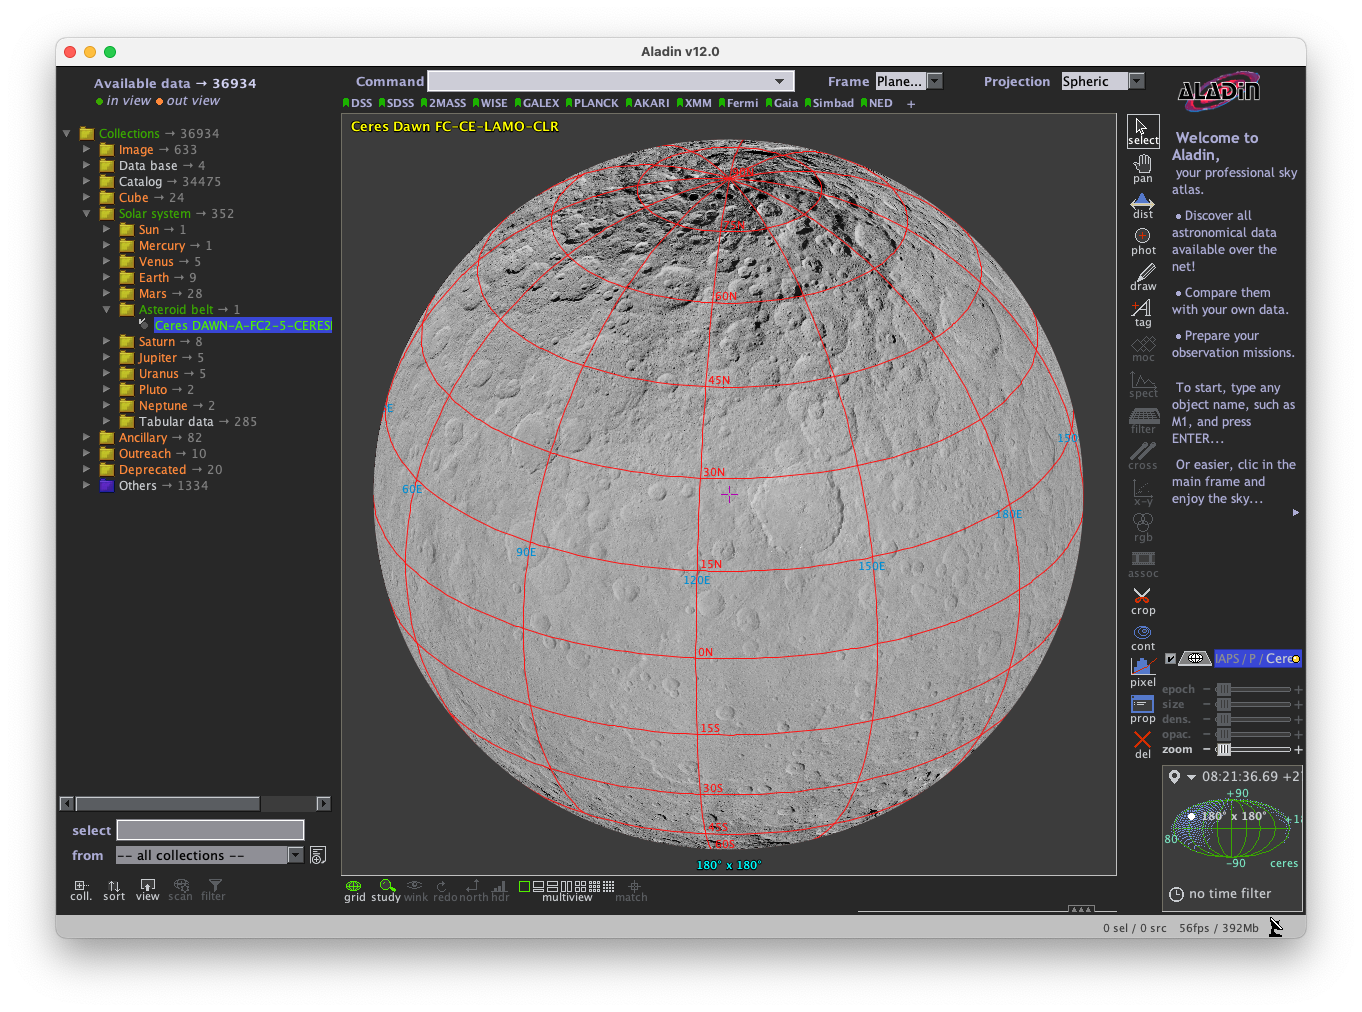 Aladin v12.0
Available data → 36934
in view out view
Command
Frame Plane...
Projection Spheric
DSS SDSS 2MASS WISE GALEX PLANCK AKARI XMM Fermi Gaia Simbad NED +
ALADIN
Collections → 36934
Image → 633
Data base → 4
Catalog → 34475
Cube → 24
Solar system → 352
Sun → 1
Mercury → 1
Venus → 5
Earth → 9
Mars → 28
Asteroid belt → 1
Ceres DAWN-A-FC2-5-CERES
Saturn → 8
Jupiter → 5
Uranus → 5
Pluto → 2
Neptune → 2
Tabular data → 285
Ancillary → 82
Outreach → 10
Deprecated → 20
Others → 1334
select
from -- all collections --
coll. sort view scan filter
Ceres Dawn FC-CE-LAMO-CLR
60N
45N
30N
15N
0N
15S
30S
45S
E
60E
90E
120E
150E
180E
150
180° x 180°
grid study wink redo north hdr multiview match
select
pan
dist
phot
draw
tag
moc
spect
filter
cross
x-y
rgb
assoc
crop
cont
pixel
prop
del
Welcome to
Aladin,
your professional sky
atlas.
• Discover all
astronomical data
available over the
net!
• Compare them
with your own data.
• Prepare your
observation missions.
To start, type any
object name, such as
M1, and press
ENTER...
Or easier, clic in the
main frame and
enjoy the sky...
IAPS / P / Cere
epoch − +
size − +
dens. − +
opac. − +
zoom − +
08:21:36.69 +2
+90
180° x 180°
+18
80
−90 ceres
no time filter
0 sel / 0 src 56fps / 392Mb